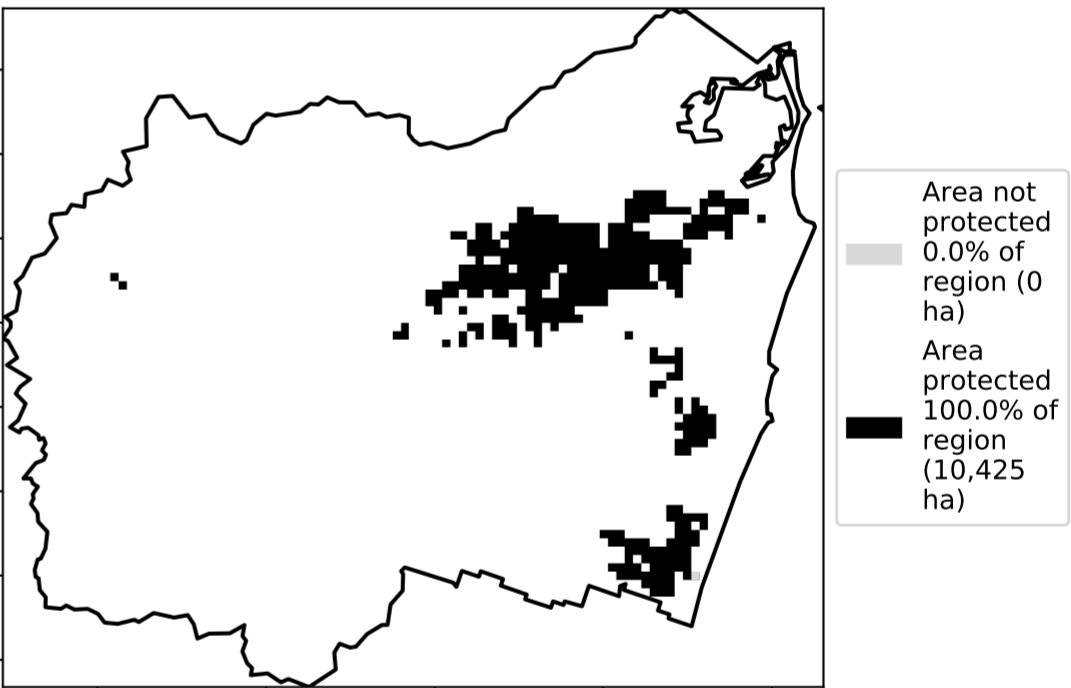 Area not
protected
0.0% of
region (0
ha)
Area
protected
100.0% of
region
(10,425
ha)